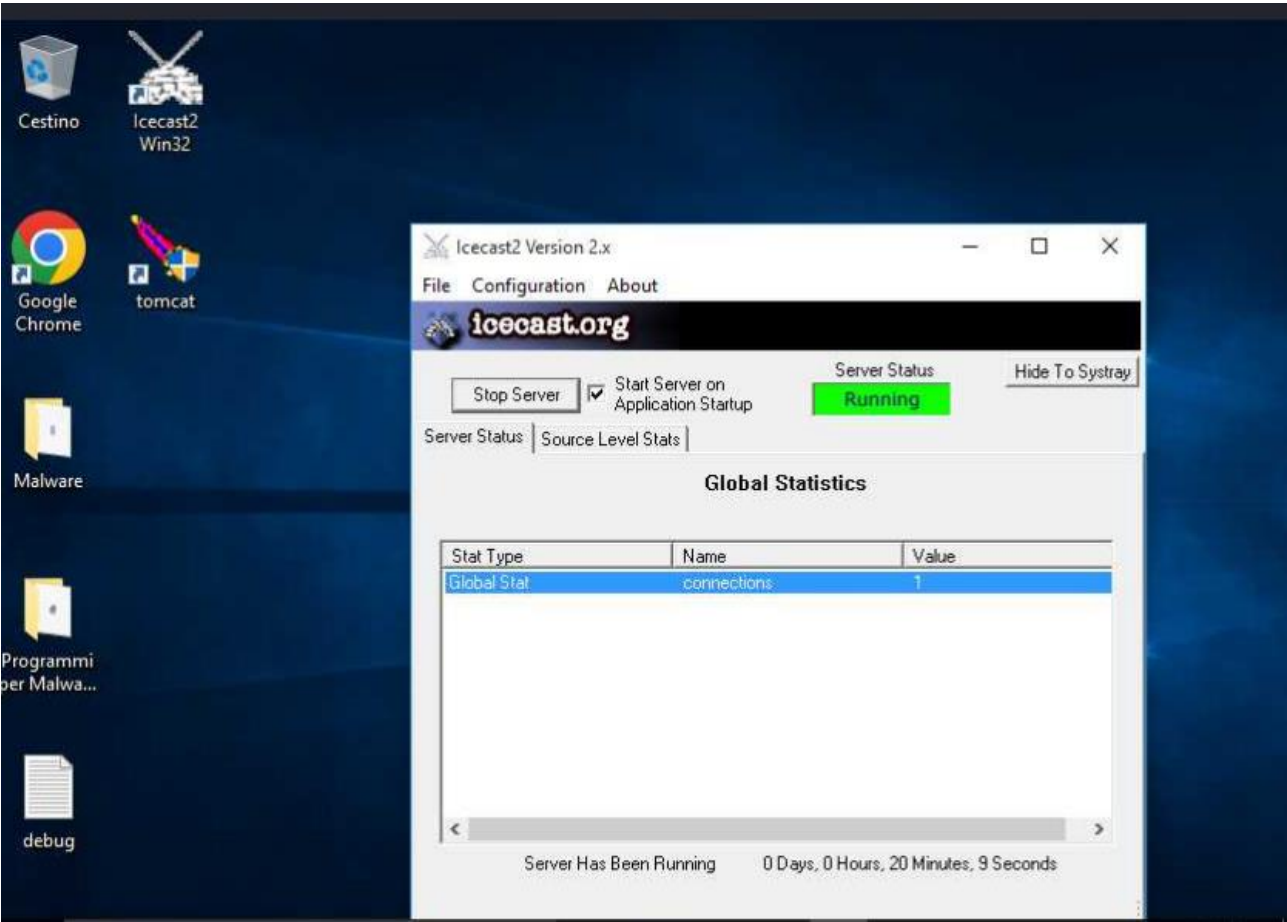 Cestino
Icecast2
Win32
Google
Chrome
tomcat
Malware
Programmi
per Malwa...
debug
Icecast2 Version 2.x
File Configuration About
icecast.org
Stop Server
Start Server on
Application Startup
Server Status
Running
Hide To Systray
Server Status
Source Level Stats
Global Statistics
Stat Type Name Value
Global Stat connections 1
Server Has Been Running 0 Days, 0 Hours, 20 Minutes, 9 Seconds